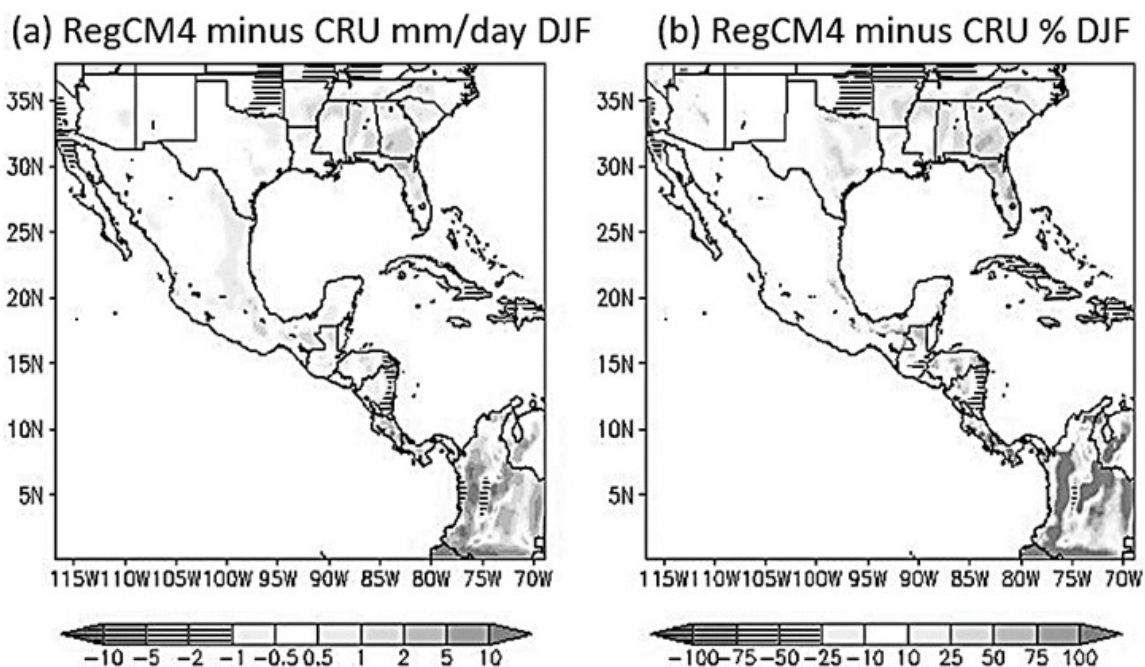 (a) RegCM4 minus CRU mm/day DJF
(b) RegCM4 minus CRU % DJF
35N
30N
25N
20N
15N
10N
5N
115W 110W 105W 100W 95W 90W 85W 80W 75W 70W
−10 −5 −2 −1 −0.5 0.5 1 2 5 10
35N
30N
25N
20N
15N
10N
5N
115W 110W 105W 100W 95W 90W 85W 80W 75W 70W
−100 −75 −50 −25 −10 10 25 50 75 100